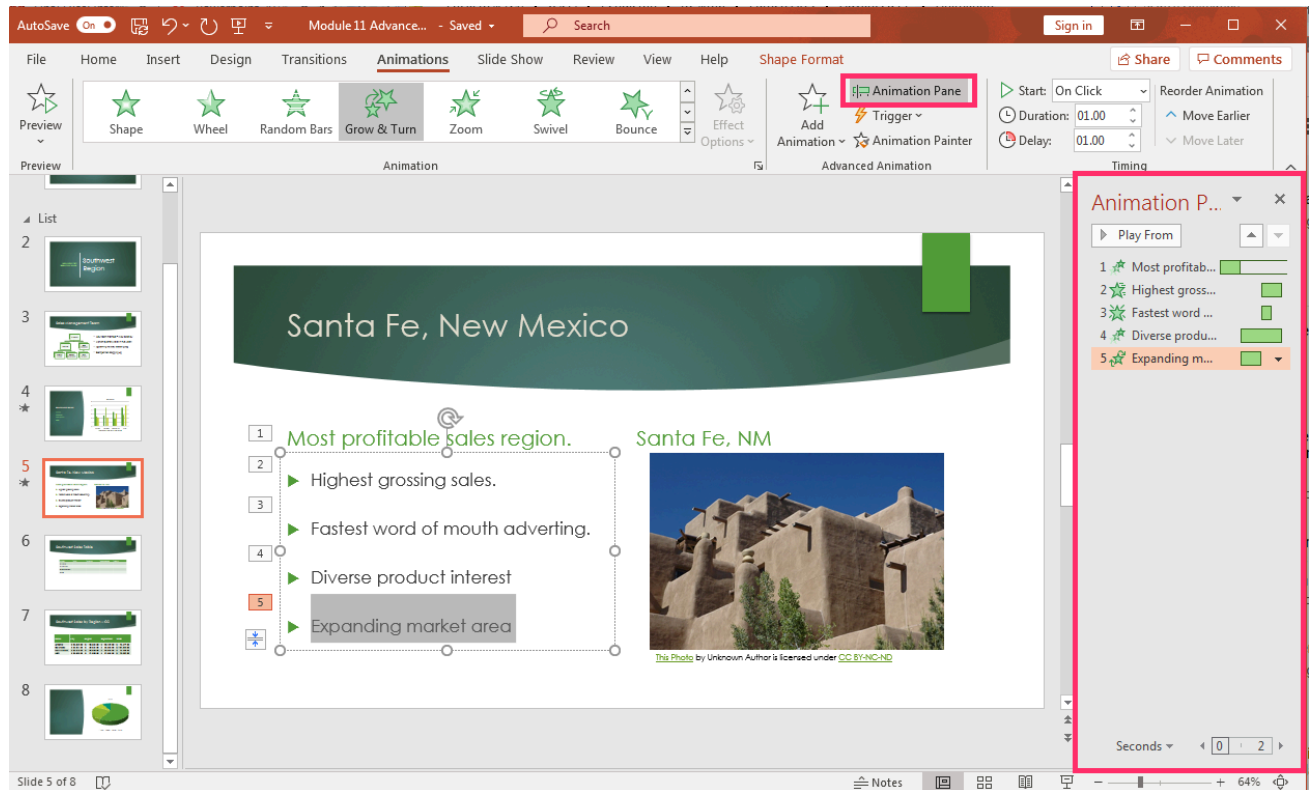 AutoSave On Module 11 Advance... - Saved Search Sign in
File Home Insert Design Transitions Animations Slide Show Review View Help Shape Format Share Comments
Preview
Shape Wheel Random Bars Grow & Turn Zoom Swivel Bounce
Effect Options
Add Animation
Animation Pane
Trigger
Animation Painter
Start: On Click
Duration: 01.00
Delay: 01.00
Reorder Animation
Move Earlier
Move Later
Preview Animation Advanced Animation Timing
List
2
Southwest
Region
3
4
5
6
7
8
Santa Fe, New Mexico
1 Most profitable sales region.
2 Highest grossing sales.
3 Fastest word of mouth adverting.
4 Diverse product interest
5 Expanding market area
Santa Fe, NM
This Photo by Unknown Author is licensed under CC BY-NC-ND
Animation P...
Play From
1 Most profitab...
2 Highest gross...
3 Fastest word ...
4 Diverse produ...
5 Expanding m...
Seconds 0 2
Slide 5 of 8 Notes 64%